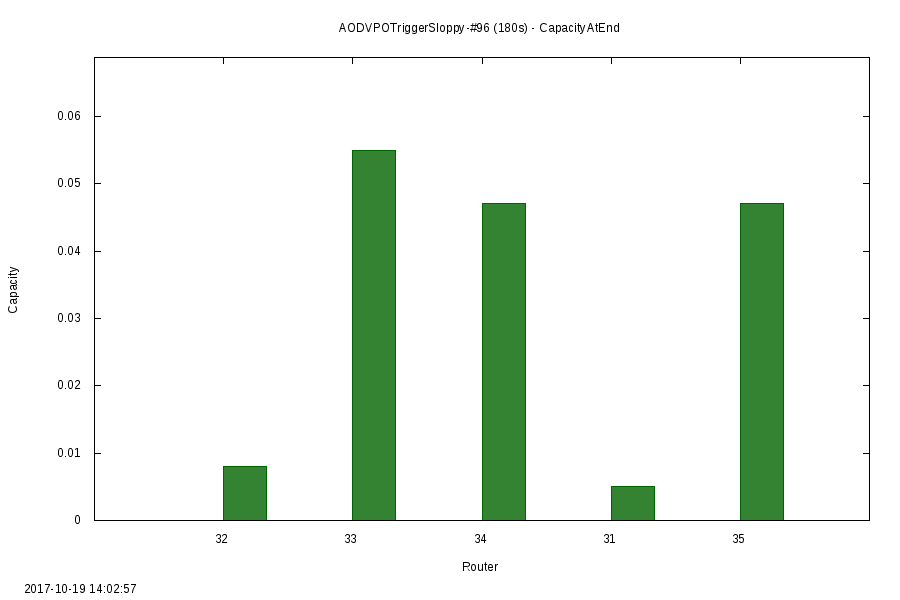 AODVPOTriggerSloppy-#96 (180s) - CapacityAtEnd
0.06
0.05
0.04
0.03
0.02
0.01
0
Capacity
32 33 34 31 35
Router
2017-10-19 14:02:57